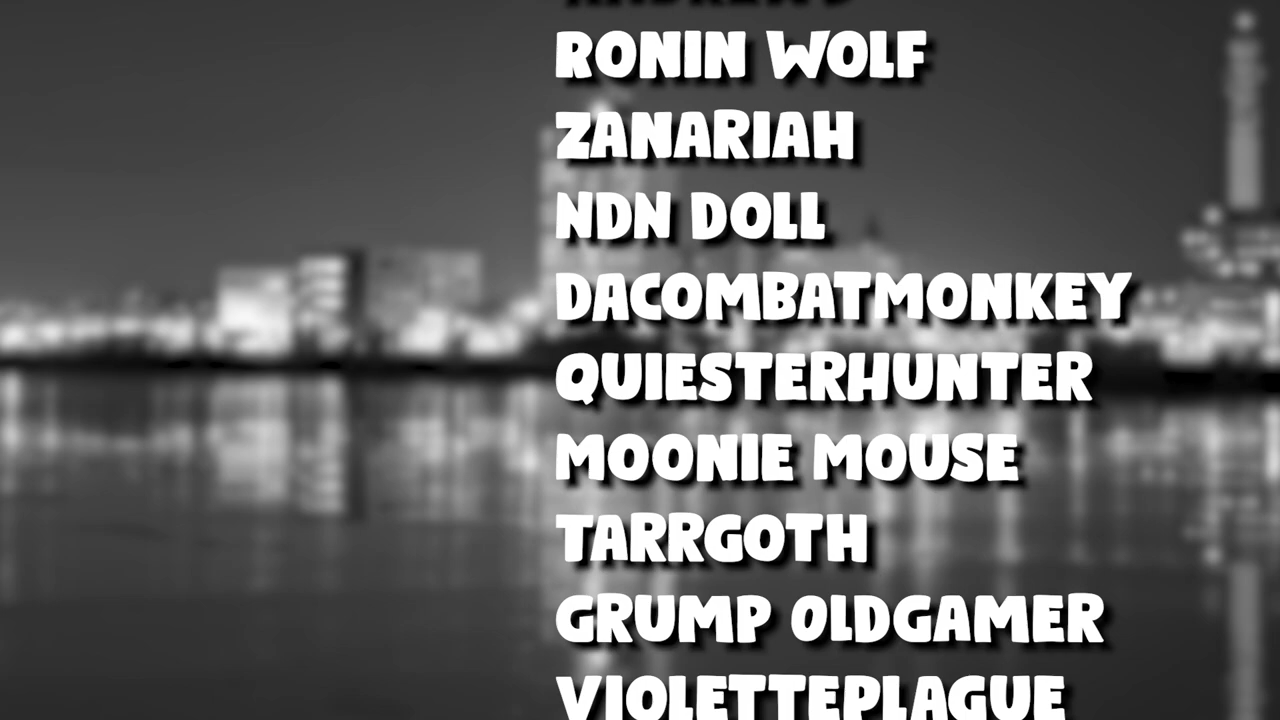 RONIN WOLF
ZANARIAH
NDN DOLL
DACOMBATMONKEY
QUIESTERHUNTER
MOONIE MOUSE
TARRGOTH
GRUMP OLDGAMER
VIOLETTEPLAGUE